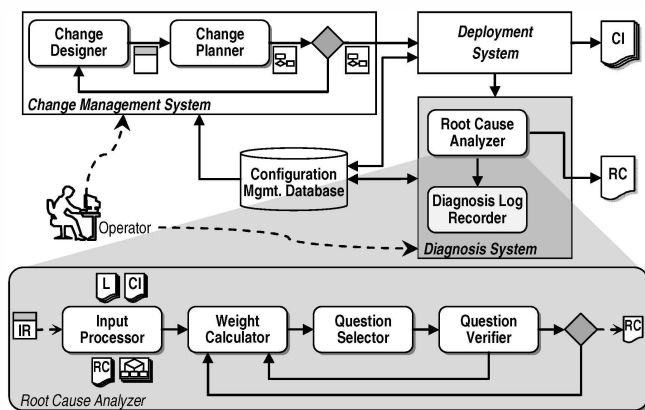 Change
Designer
Change
Planner
Change Management System
Deployment
System
CI
Root Cause
Analyzer
RC
Configuration
Mgmt. Database
Diagnosis Log
Recorder
Operator
Diagnosis System
L
CI
IR
Input
Processor
Weight
Calculator
Question
Selector
Question
Verifier
RC
RC
Root Cause Analyzer